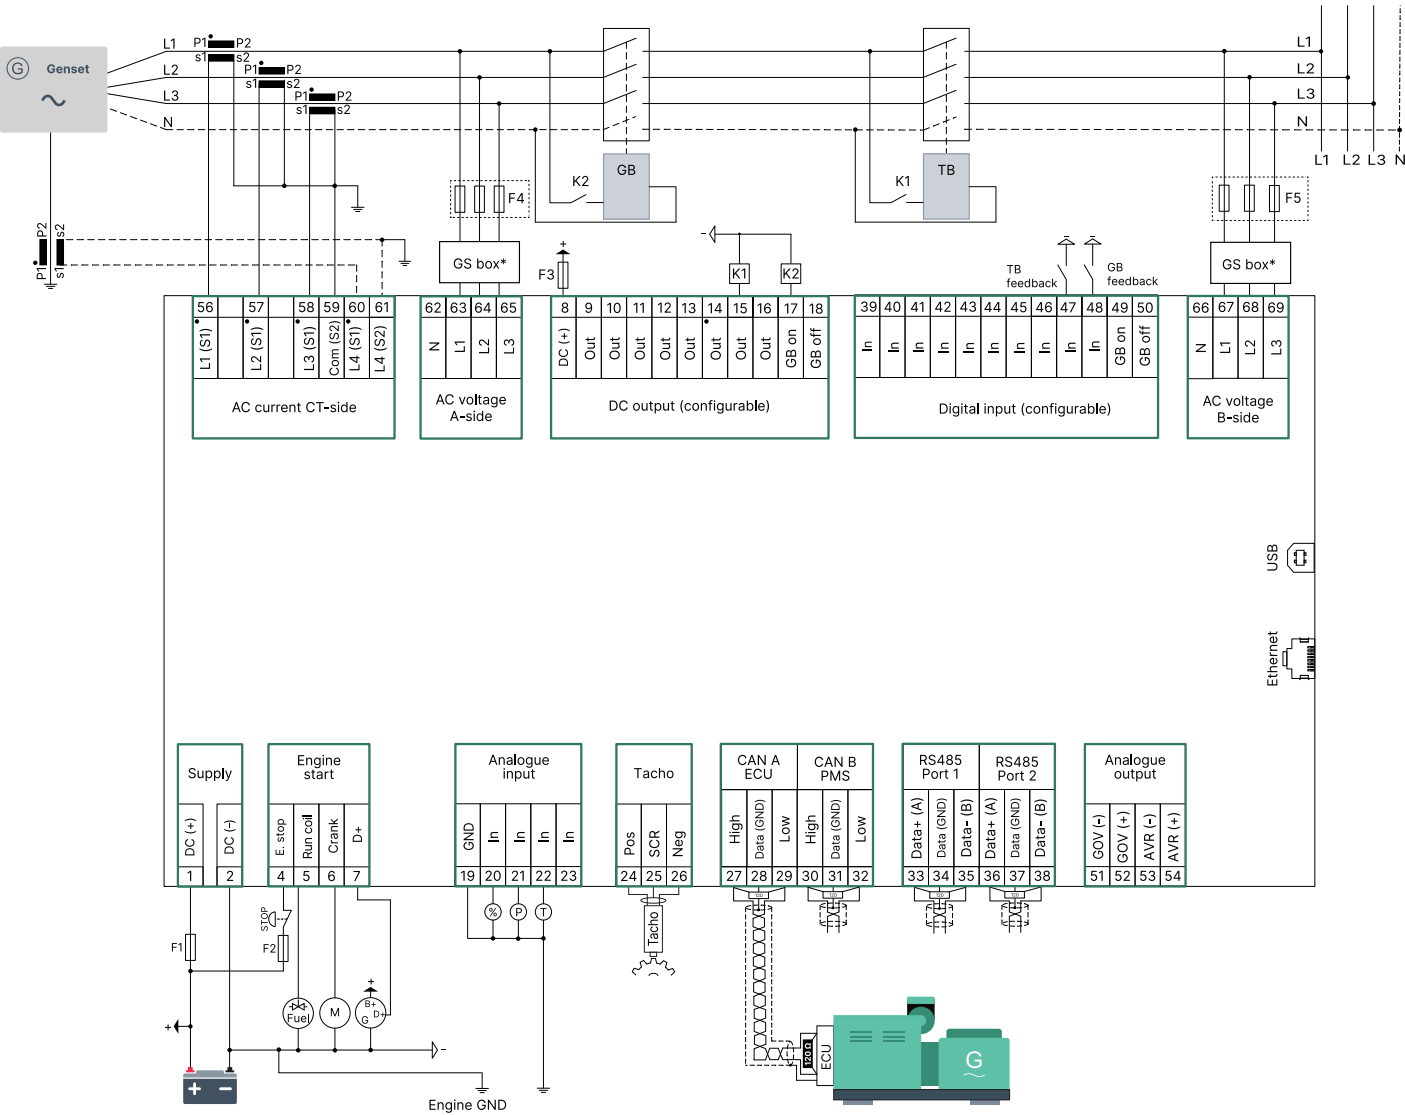 G Genset
L1
L2
L3
N
P1 P2
s1 s2
P1 P2
s1 s2
P1 P2
s1 s2
L1
L2
L3
N
L1 L2 L3 N
K2
GB
K1
TB
F4
F5
P1 P2
s1 s2
GS box*
F3
+
-
K1
K2
TB
feedback
GB
feedback
- -
GS box*
56 57 58 59 60 61
L1 (S1)
L2 (S1)
L3 (S1)
Com (S2)
L4 (S1)
L4 (S2)
AC current CT-side
62 63 64 65
N
L1
L2
L3
AC voltage
A-side
8 9 10 11 12 13 14 15 16 17 18
DC (+)
Out
Out
Out
Out
Out
Out
Out
Out
GB on
GB off
DC output (configurable)
39 40 41 42 43 44 45 46 47 48 49 50
In
In
In
In
In
In
In
In
In
In
GB on
GB off
Digital input (configurable)
66 67 68 69
N
L1
L2
L3
AC voltage
B-side
USB
Ethernet
Supply
DC (+)
DC (-)
1 2
Engine
start
E. stop
Run coil
Crank
D+
4 5 6 7
Analogue
input
GND
In
In
In
In
19 20 21 22 23
Tacho
Pos
SCR
Neg
24 25 26
CAN A
ECU
CAN B
PMS
High
Data (GND)
Low
High
Data (GND)
Low
27 28 29 30 31 32
RS485
Port 1
RS485
Port 2
Data+ (A)
Data (GND)
Data- (B)
Data+ (A)
Data (GND)
Data- (B)
33 34 35 36 37 38
Analogue
output
GOV (-)
GOV (+)
AVR (-)
AVR (+)
51 52 53 54
120
120
120
120
STOP
F1
F2
% P T
Tacho
+
Fuel
M
+
B+
D+
G
-
+ -
Engine GND
120 Ω
ECU
G